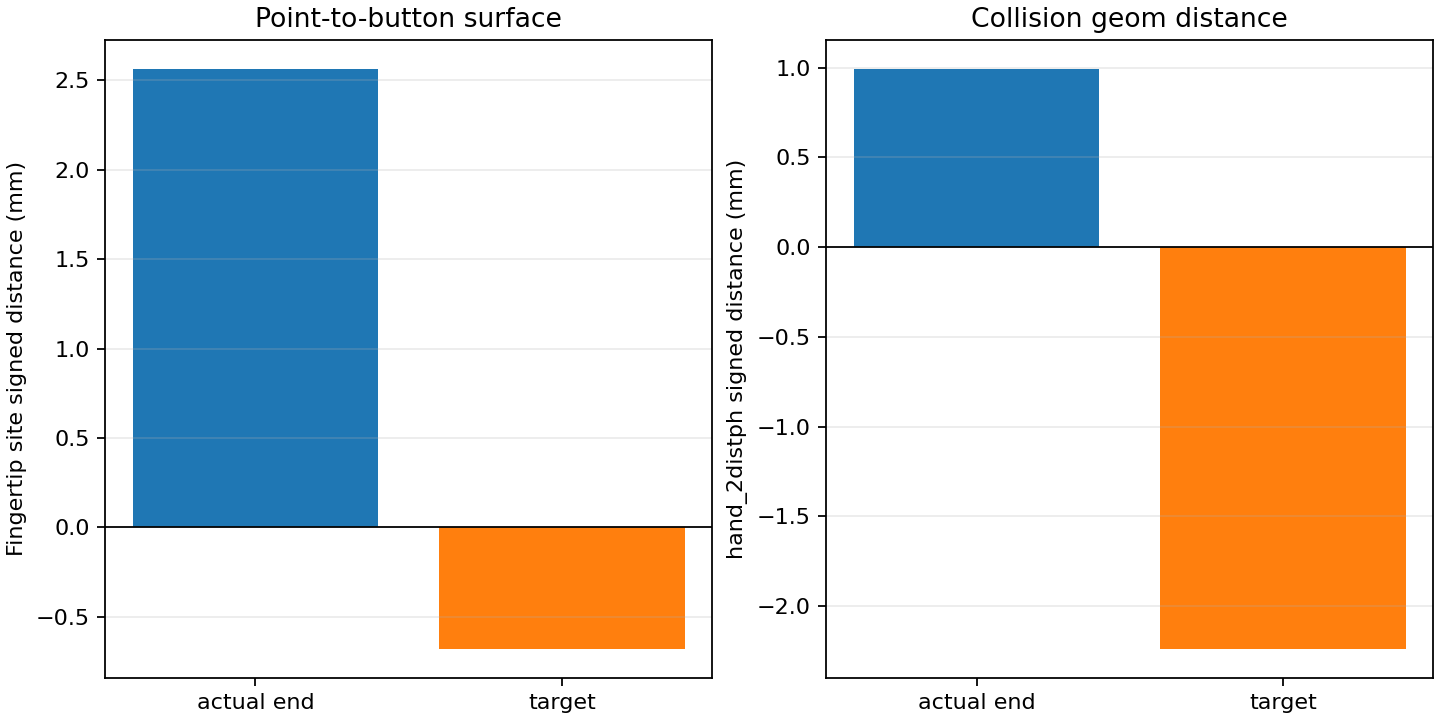 Point-to-button surface
Fingertip site signed distance (mm)
2.5
2.0
1.5
1.0
0.5
0.0
−0.5
actual end
target
Collision geom distance
hand_2distph signed distance (mm)
1.0
0.5
0.0
−0.5
−1.0
−1.5
−2.0
actual end
target